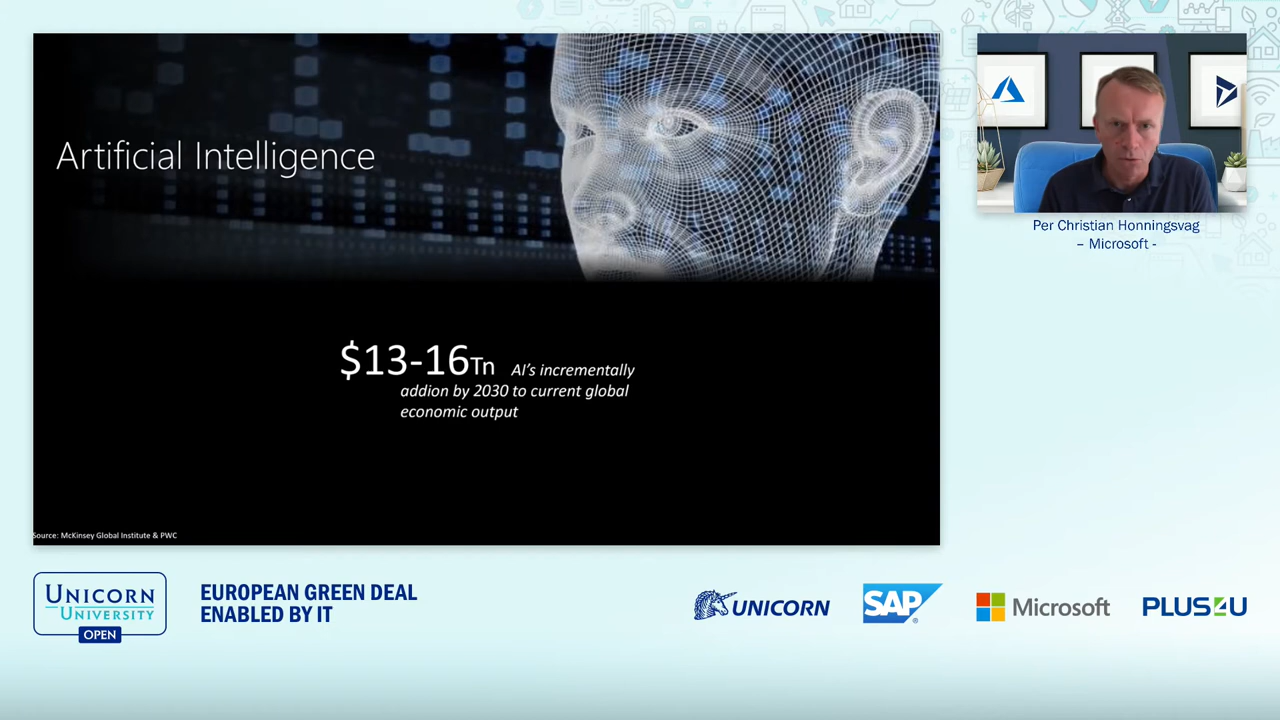 Artificial Intelligence
$13-16Tn AI's incrementally
addion by 2030 to current global
economic output
Source: McKinsey Global Institute & PWC
Per Christian Honningsvag
– Microsoft -
UNICORN
UNIVERSITY
OPEN
EUROPEAN GREEN DEAL
ENABLED BY IT
UNICORN
SAP
®
Microsoft
PLUS4U